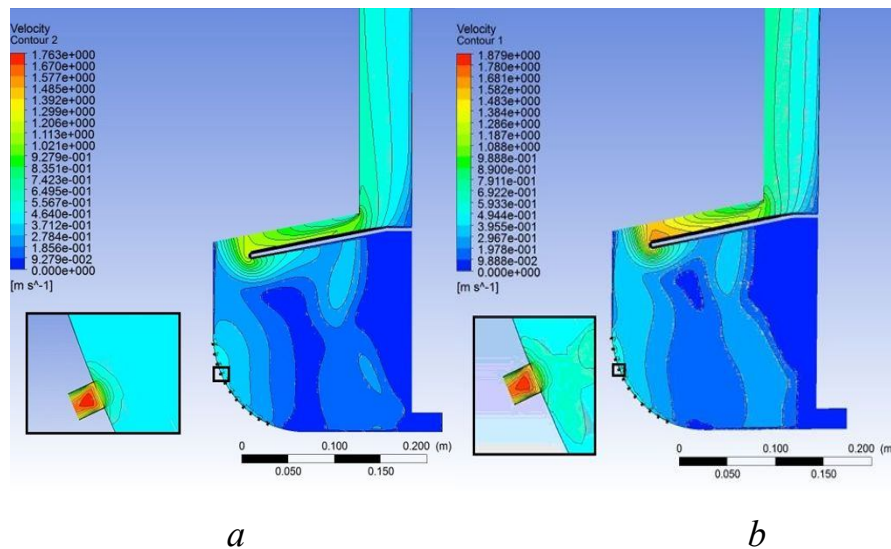 Velocity
Contour 2
1.763e+000
1.670e+000
1.577e+000
1.485e+000
1.392e+000
1.299e+000
1.206e+000
1.113e+000
1.021e+000
9.279e-001
8.351e-001
7.423e-001
6.495e-001
5.567e-001
4.640e-001
3.712e-001
2.784e-001
1.856e-001
9.279e-002
0.000e+000
[m s^-1]
0 0.100 0.200 (m)
0.050 0.150
a
Velocity
Contour 1
1.879e+000
1.780e+000
1.681e+000
1.582e+000
1.483e+000
1.384e+000
1.286e+000
1.187e+000
1.088e+000
9.888e-001
8.900e-001
7.911e-001
6.922e-001
5.933e-001
4.944e-001
3.955e-001
2.967e-001
1.978e-001
9.888e-002
0.000e+000
[m s^-1]
0 0.100 0.200 (m
0.050 0.150
b